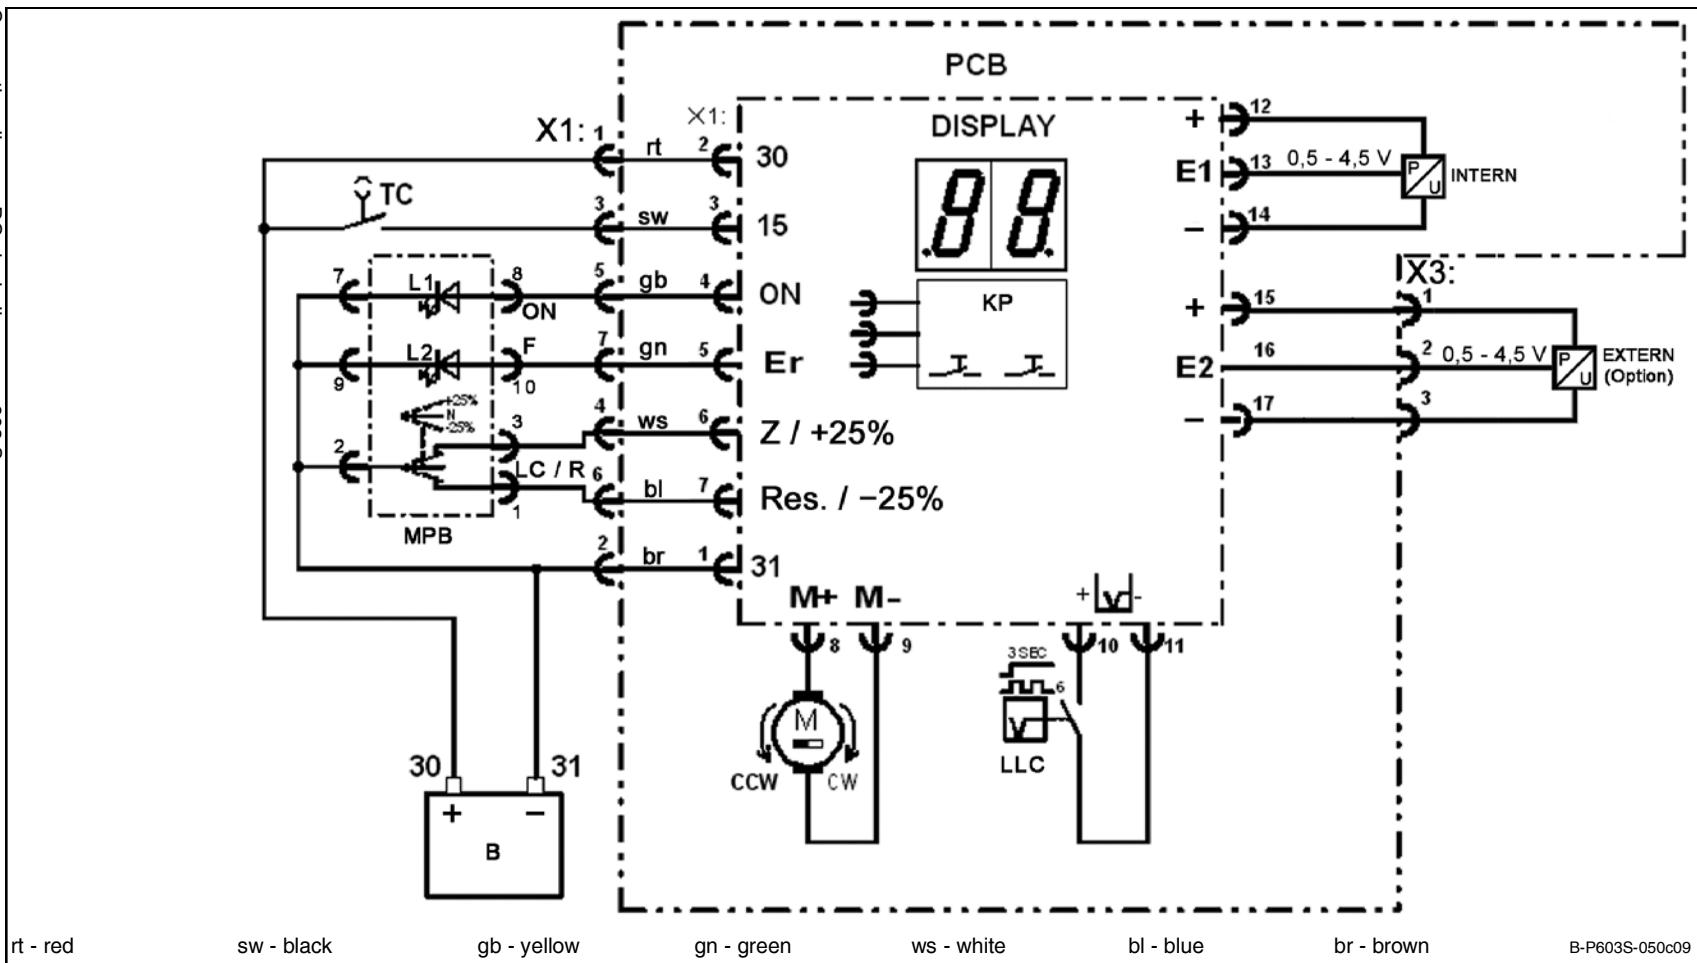 PCB
X1:
X1:
DISPLAY
1
rt
2
30
TC
3
sw
3
15
7
L1
8
ON
5
gb
4
ON
KP
9
L2
F
10
7
gn
5
Er
+25%
N
-25%
2
3
4
ws
6
Z / +25%
LC / R
1
6
bl
7
Res. / −25%
MPB
2
br
1
31
+
12
E1
13
0,5 - 4,5 V
P
U
INTERN
−
14
X3:
+
15
1
E2
16
2
0,5 - 4,5 V
P
U
EXTERN
(Option)
−
17
3
M+ M-
+ -
8
9
10
11
3 SEC
6
M
V
CCW
CW
LLC
30
31
+
−
B
rt - red
sw - black
gb - yellow
gn - green
ws - white
bl - blue
br - brown
B-P603S-050c09